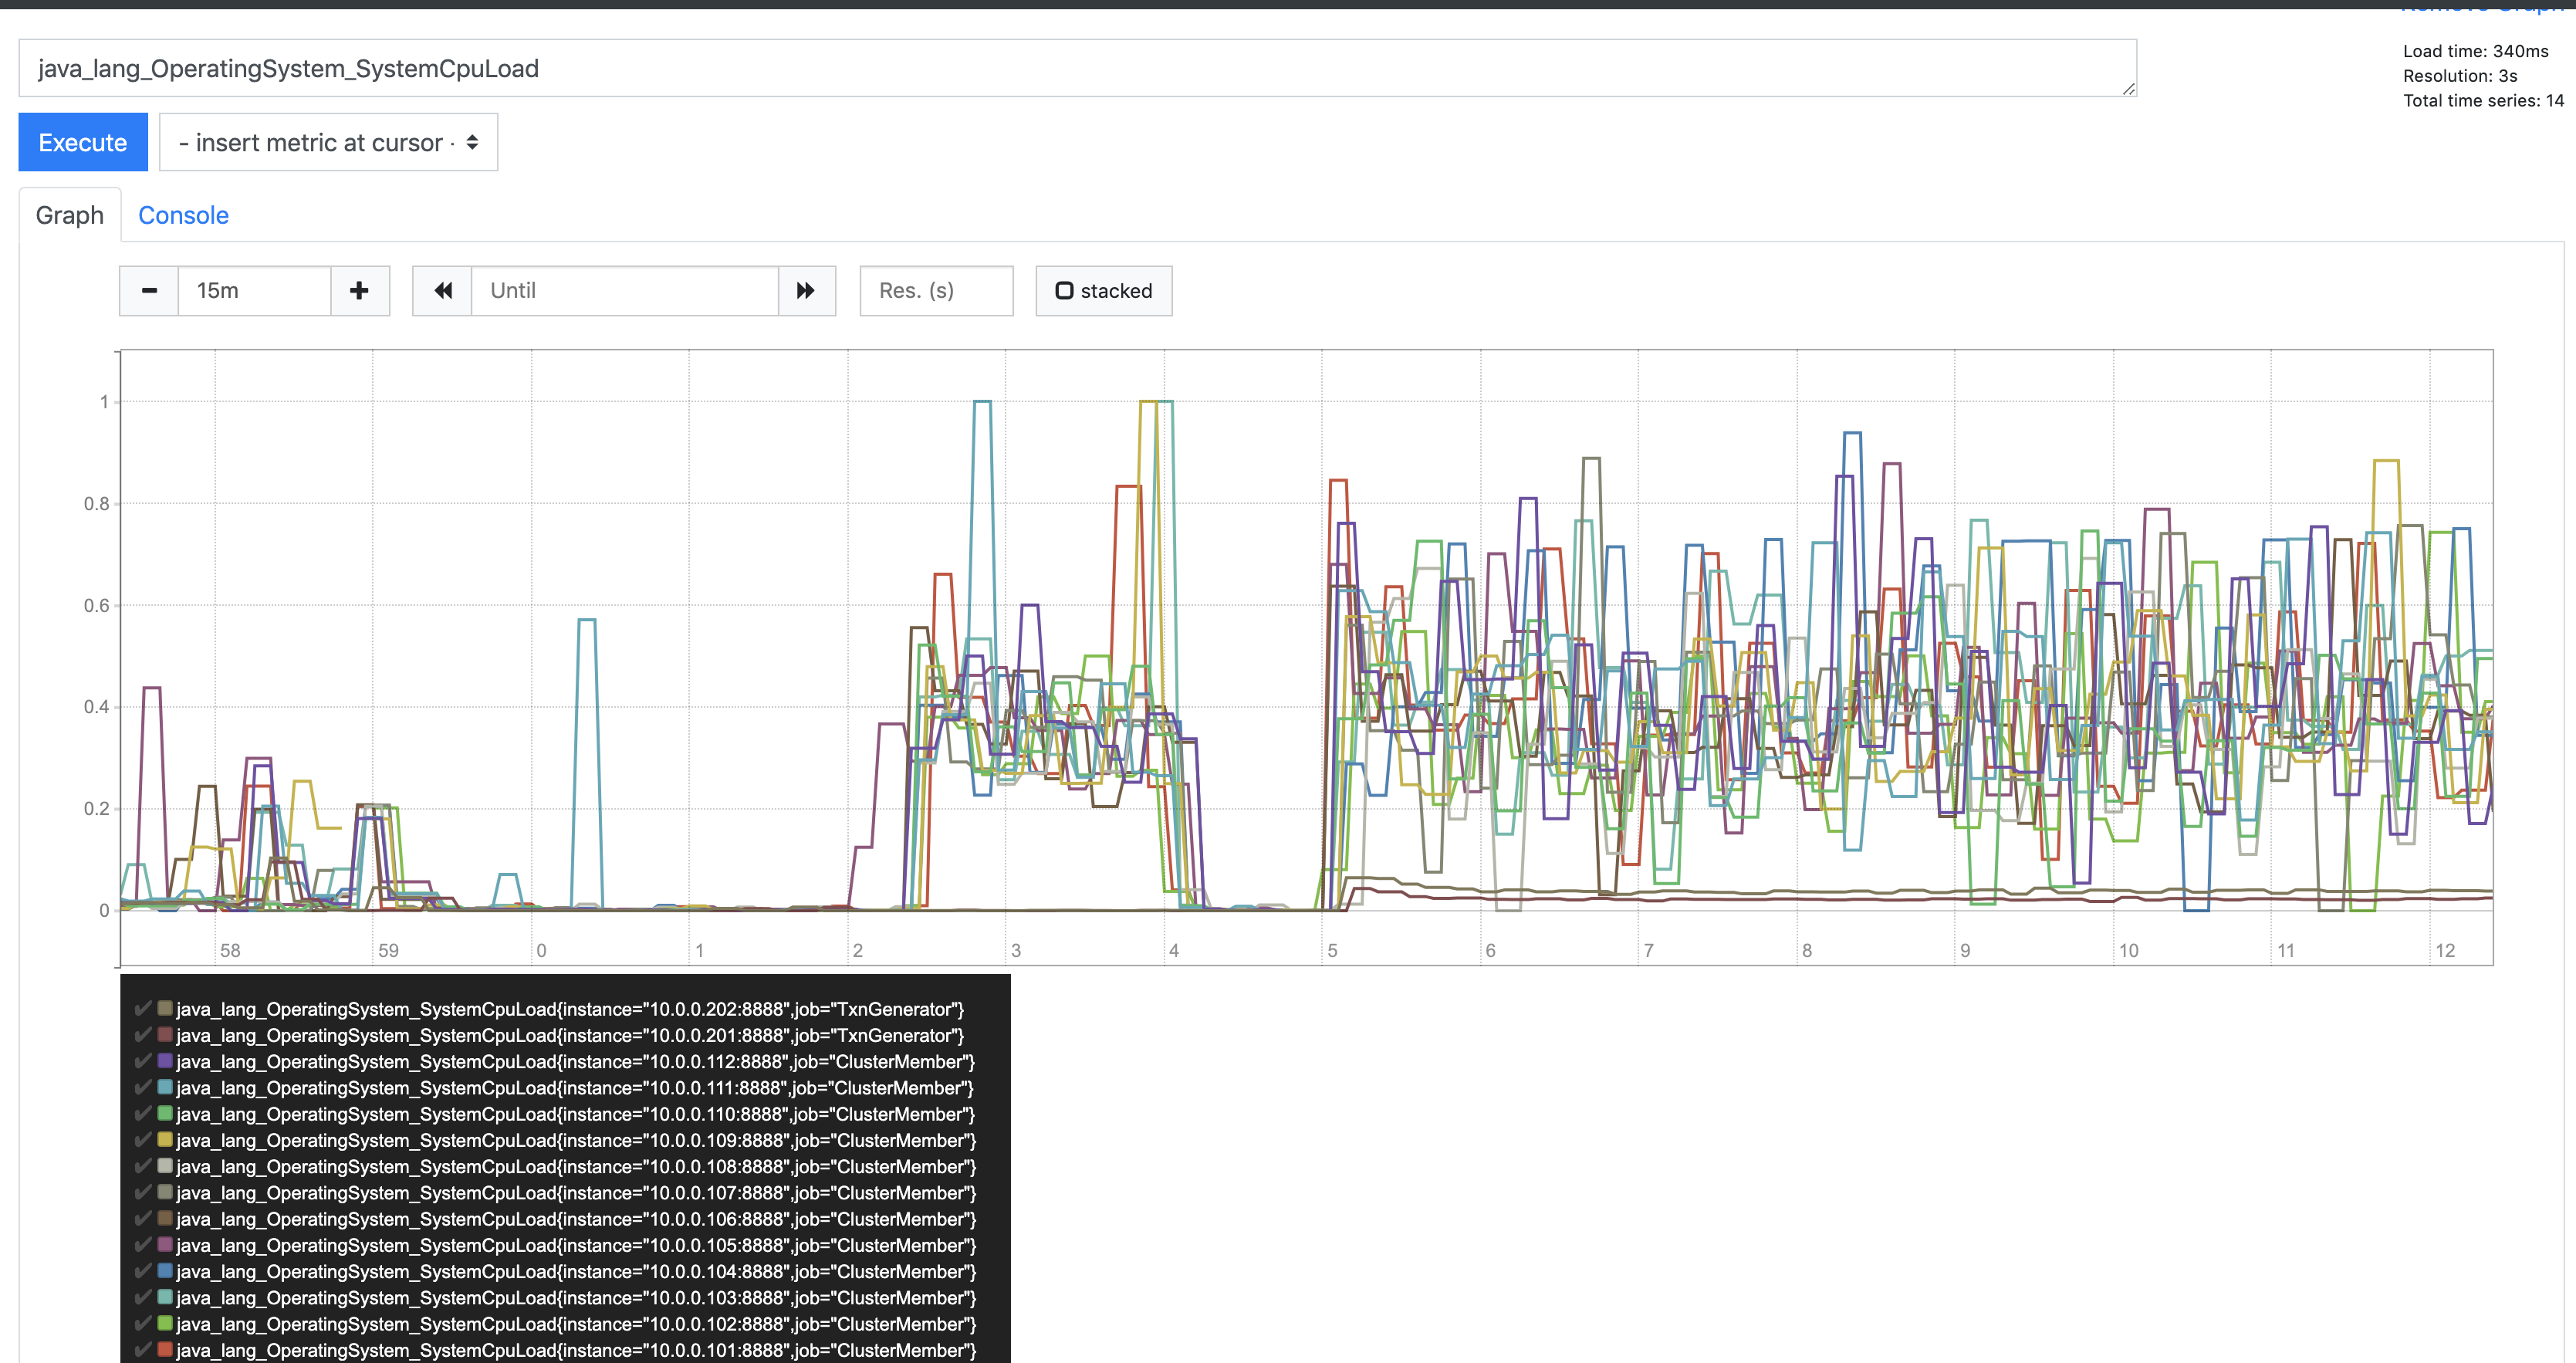 java_lang_OperatingSystem_SystemCpuLoad
Load time: 340ms
Resolution: 3s
Total time series: 14
Execute
- insert metric at cursor -
Graph Console
15m Until Res. (s) stacked
1
0.8
0.6
0.4
0.2
0
58 59 0 1 2 3 4 5 6 7 8 9 10 11 12
java_lang_OperatingSystem_SystemCpuLoad{instance="10.0.0.202:8888",job="TxnGenerator"}
java_lang_OperatingSystem_SystemCpuLoad{instance="10.0.0.201:8888",job="TxnGenerator"}
java_lang_OperatingSystem_SystemCpuLoad{instance="10.0.0.112:8888",job="ClusterMember"}
java_lang_OperatingSystem_SystemCpuLoad{instance="10.0.0.111:8888",job="ClusterMember"}
java_lang_OperatingSystem_SystemCpuLoad{instance="10.0.0.110:8888",job="ClusterMember"}
java_lang_OperatingSystem_SystemCpuLoad{instance="10.0.0.109:8888",job="ClusterMember"}
java_lang_OperatingSystem_SystemCpuLoad{instance="10.0.0.108:8888",job="ClusterMember"}
java_lang_OperatingSystem_SystemCpuLoad{instance="10.0.0.107:8888",job="ClusterMember"}
java_lang_OperatingSystem_SystemCpuLoad{instance="10.0.0.106:8888",job="ClusterMember"}
java_lang_OperatingSystem_SystemCpuLoad{instance="10.0.0.105:8888",job="ClusterMember"}
java_lang_OperatingSystem_SystemCpuLoad{instance="10.0.0.104:8888",job="ClusterMember"}
java_lang_OperatingSystem_SystemCpuLoad{instance="10.0.0.103:8888",job="ClusterMember"}
java_lang_OperatingSystem_SystemCpuLoad{instance="10.0.0.102:8888",job="ClusterMember"}
java_lang_OperatingSystem_SystemCpuLoad{instance="10.0.0.101:8888",job="ClusterMember"}